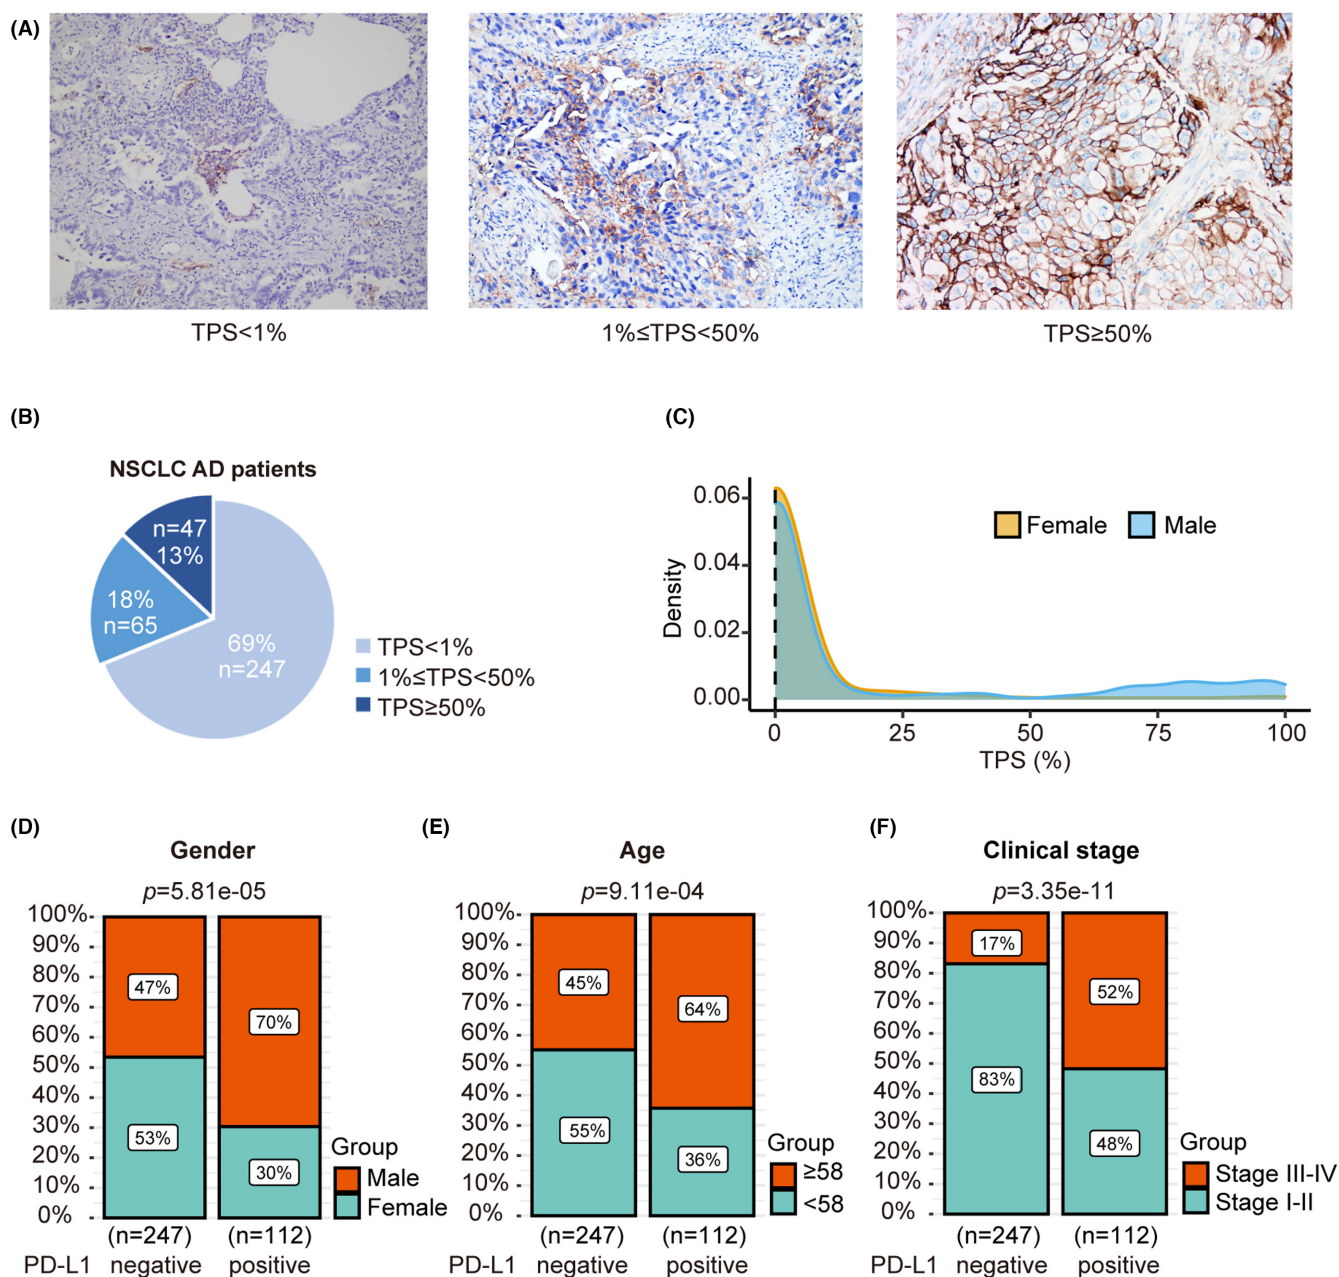 (A)
TPS<1%
1%≤TPS<50%
TPS≥50%
(B)
NSCLC AD patients
n=47
13%
18%
n=65
69%
n=247
TPS<1%
1%≤TPS<50%
TPS≥50%
(C)
Density
0.06
0.04
0.02
0.00
Female
Male
0 25 50 75 100
TPS (%)
(D)
Gender
p=5.81e-05
100%
90%
80%
70%
60%
50%
40%
30%
20%
10%
0%
47%
70%
53%
30%
Group
Male
Female
(n=247) (n=112)
PD-L1 negative positive
(E)
Age
p=9.11e-04
100%
90%
80%
70%
60%
50%
40%
30%
20%
10%
0%
45%
64%
55%
36%
Group
≥58
<58
(n=247) (n=112)
PD-L1 negative positive
(F)
Clinical stage
p=3.35e-11
100%
90%
80%
70%
60%
50%
40%
30%
20%
10%
0%
17%
52%
83%
48%
Group
Stage III-IV
Stage I-II
(n=247) (n=112)
PD-L1 negative positive